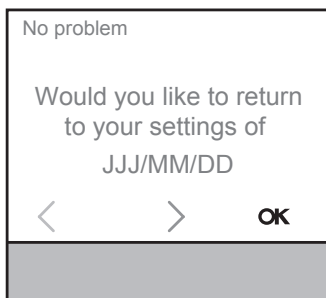 No problem
Would you like to return
to your settings of
JJJ/MM/DD
< > OK